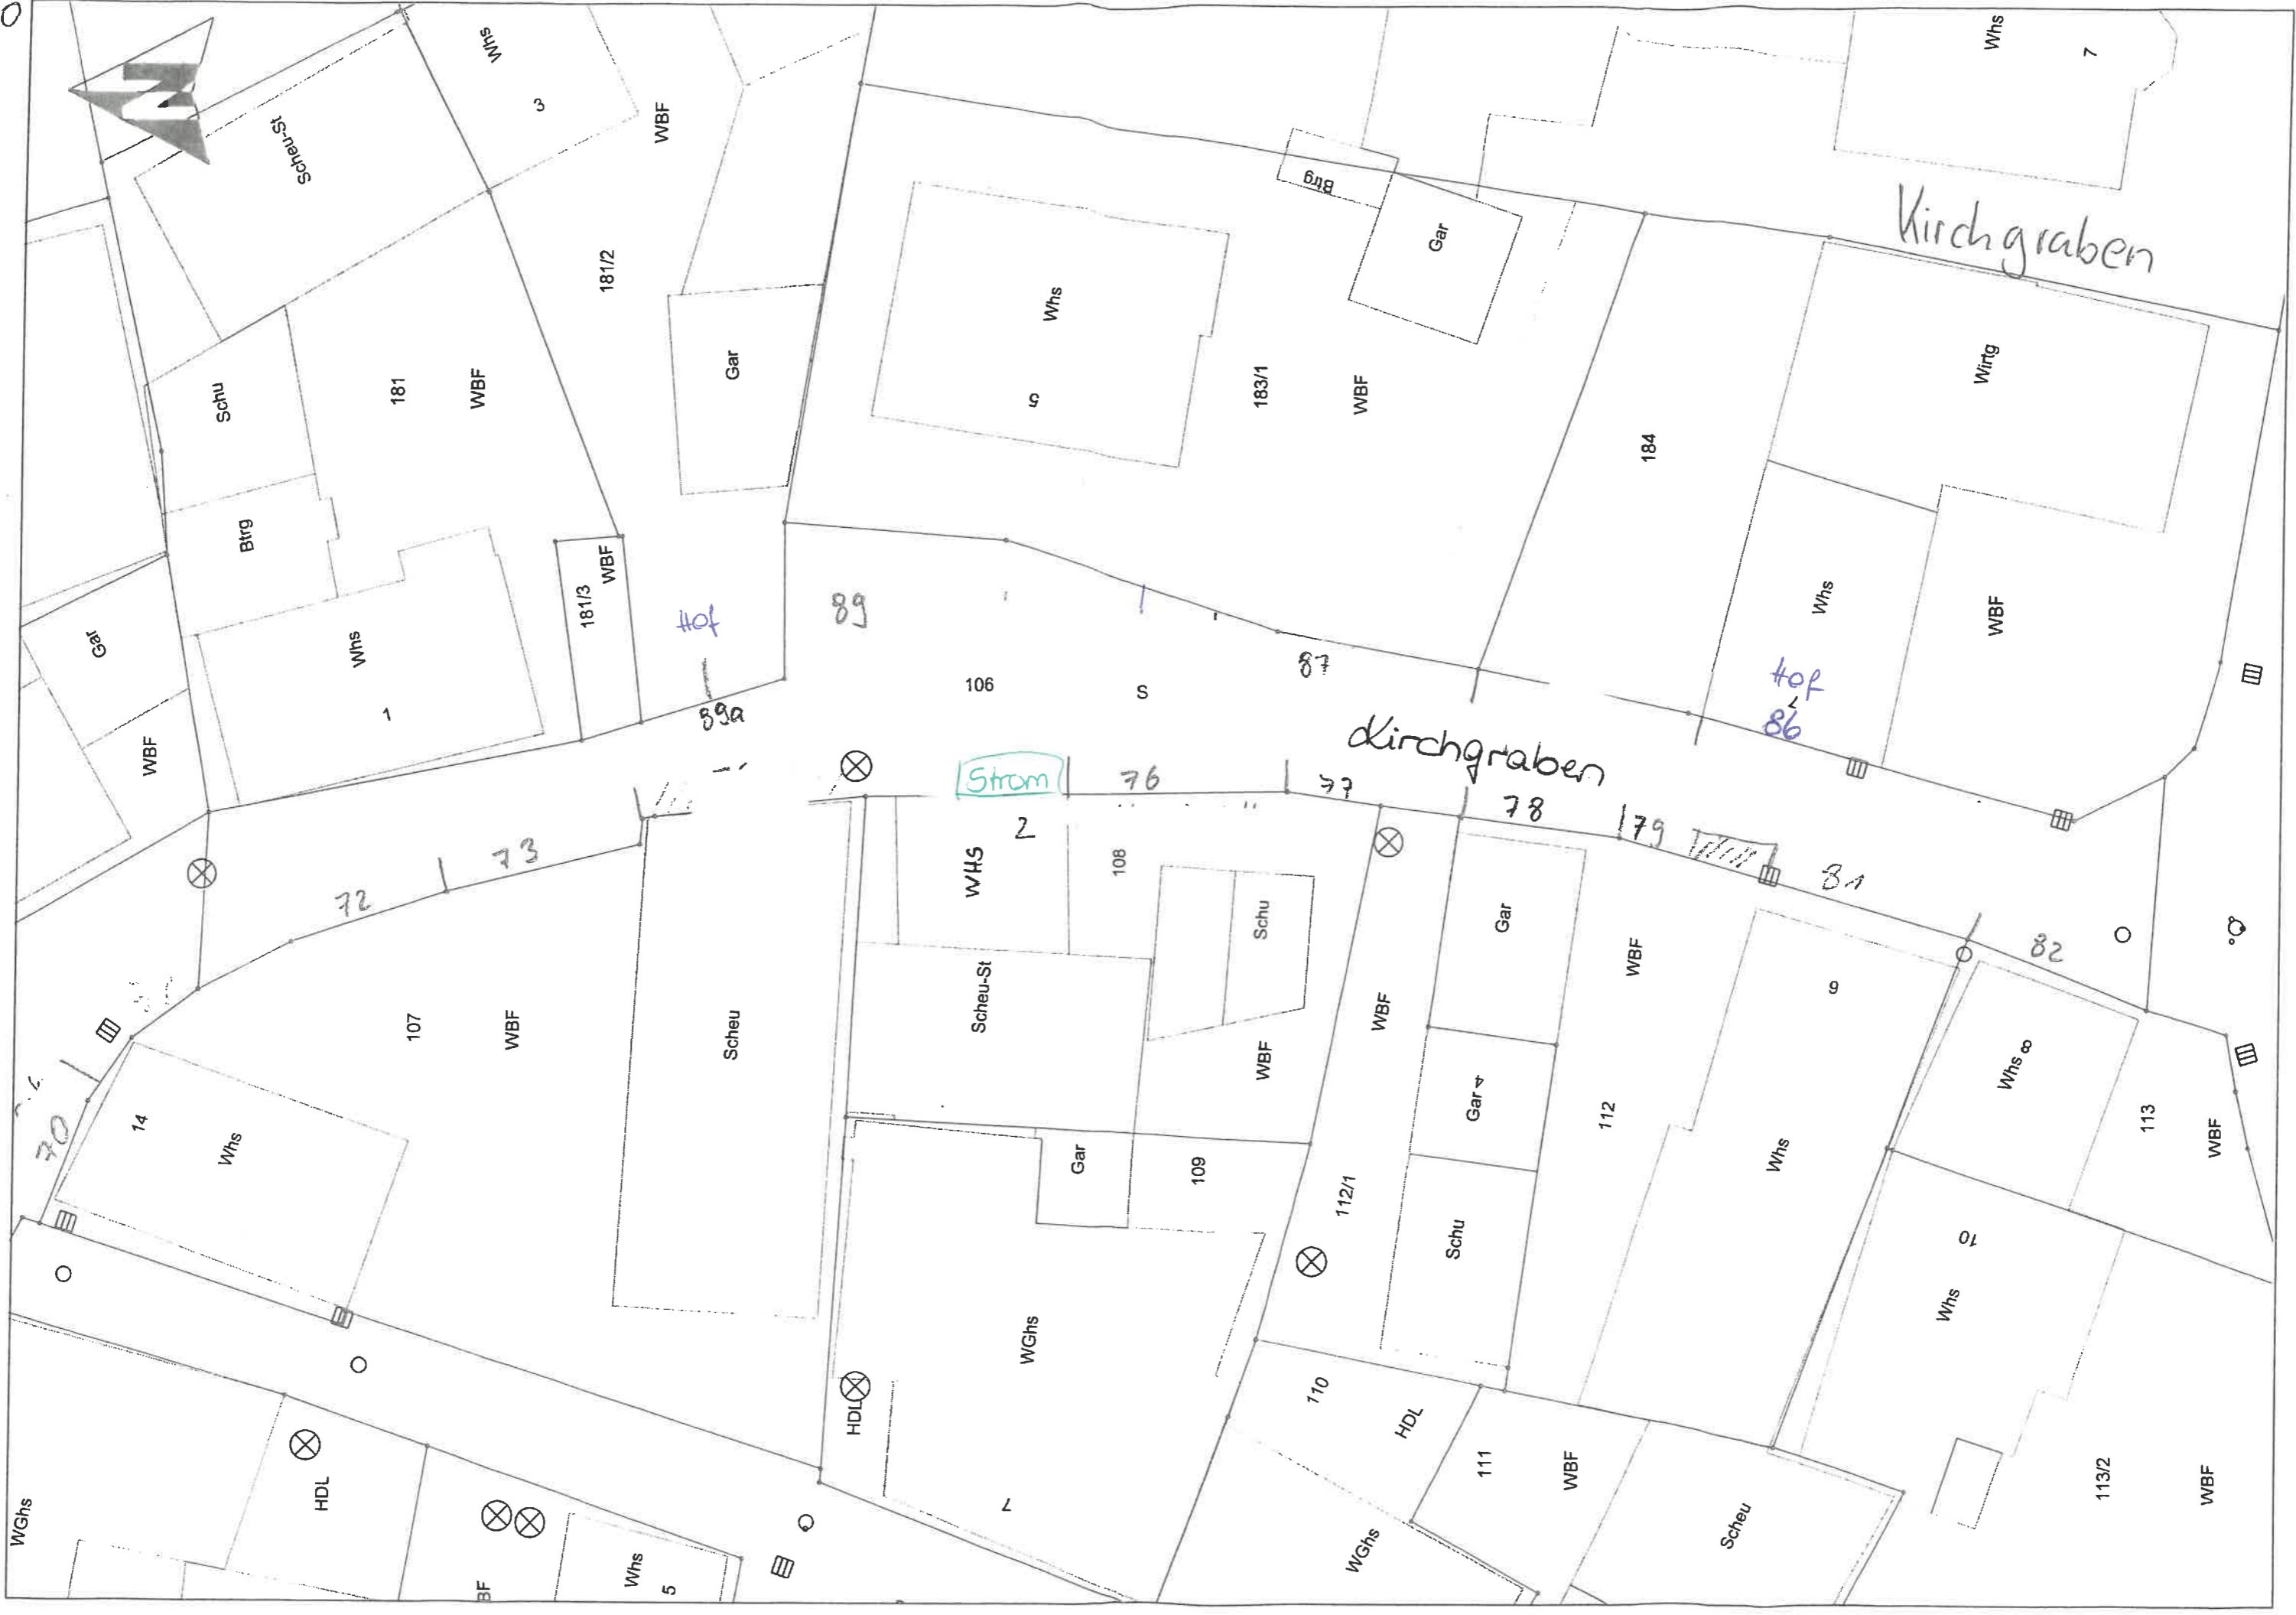 Whs
3
Scheu-St
WBF
Whs
7
Btrg
Gar
Kirchgraben
181/2
Whs
5
183/1
WBF
Gar
Schu
181
WBF
184
Wirtg
Btrg
WBF
181/3
Hof
89
Whs
WBF
Gar
Whs
1
WBF
89a
106
S
87
Hof
86
Kirchgraben
Strom
76
77
78
79
81
82
72
73
2
WHS
108
Schu
Gar
WBF
9
107
WBF
Scheu
Scheu-St
WBF
WBF
Whs 8
113
WBF
70
14
Whs
Gar
109
112/1
Gar 4
112
Whs
Schu
10
Whs
WGhs
HDL
110
HDL
111
WBF
Scheu
113/2
WBF
WGhs
HDL
BF
Whs
5
7
WGhs